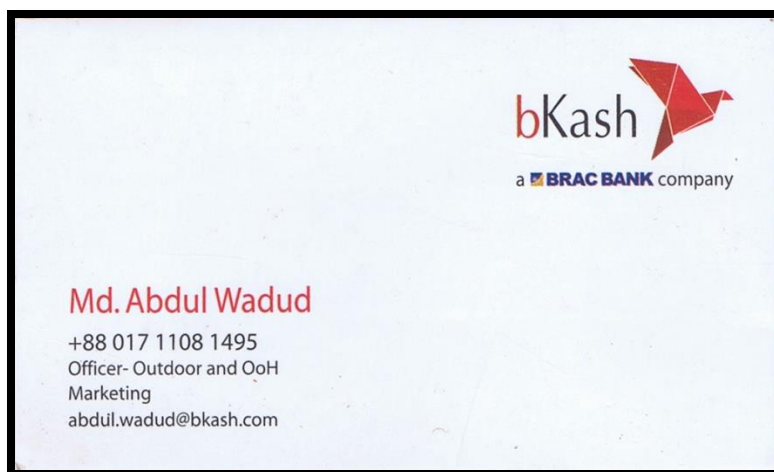 bKash
a BRAC BANK company
Md. Abdul Wadud
+88 017 1108 1495
Officer- Outdoor and OoH
Marketing
abdul.wadud@bkash.com